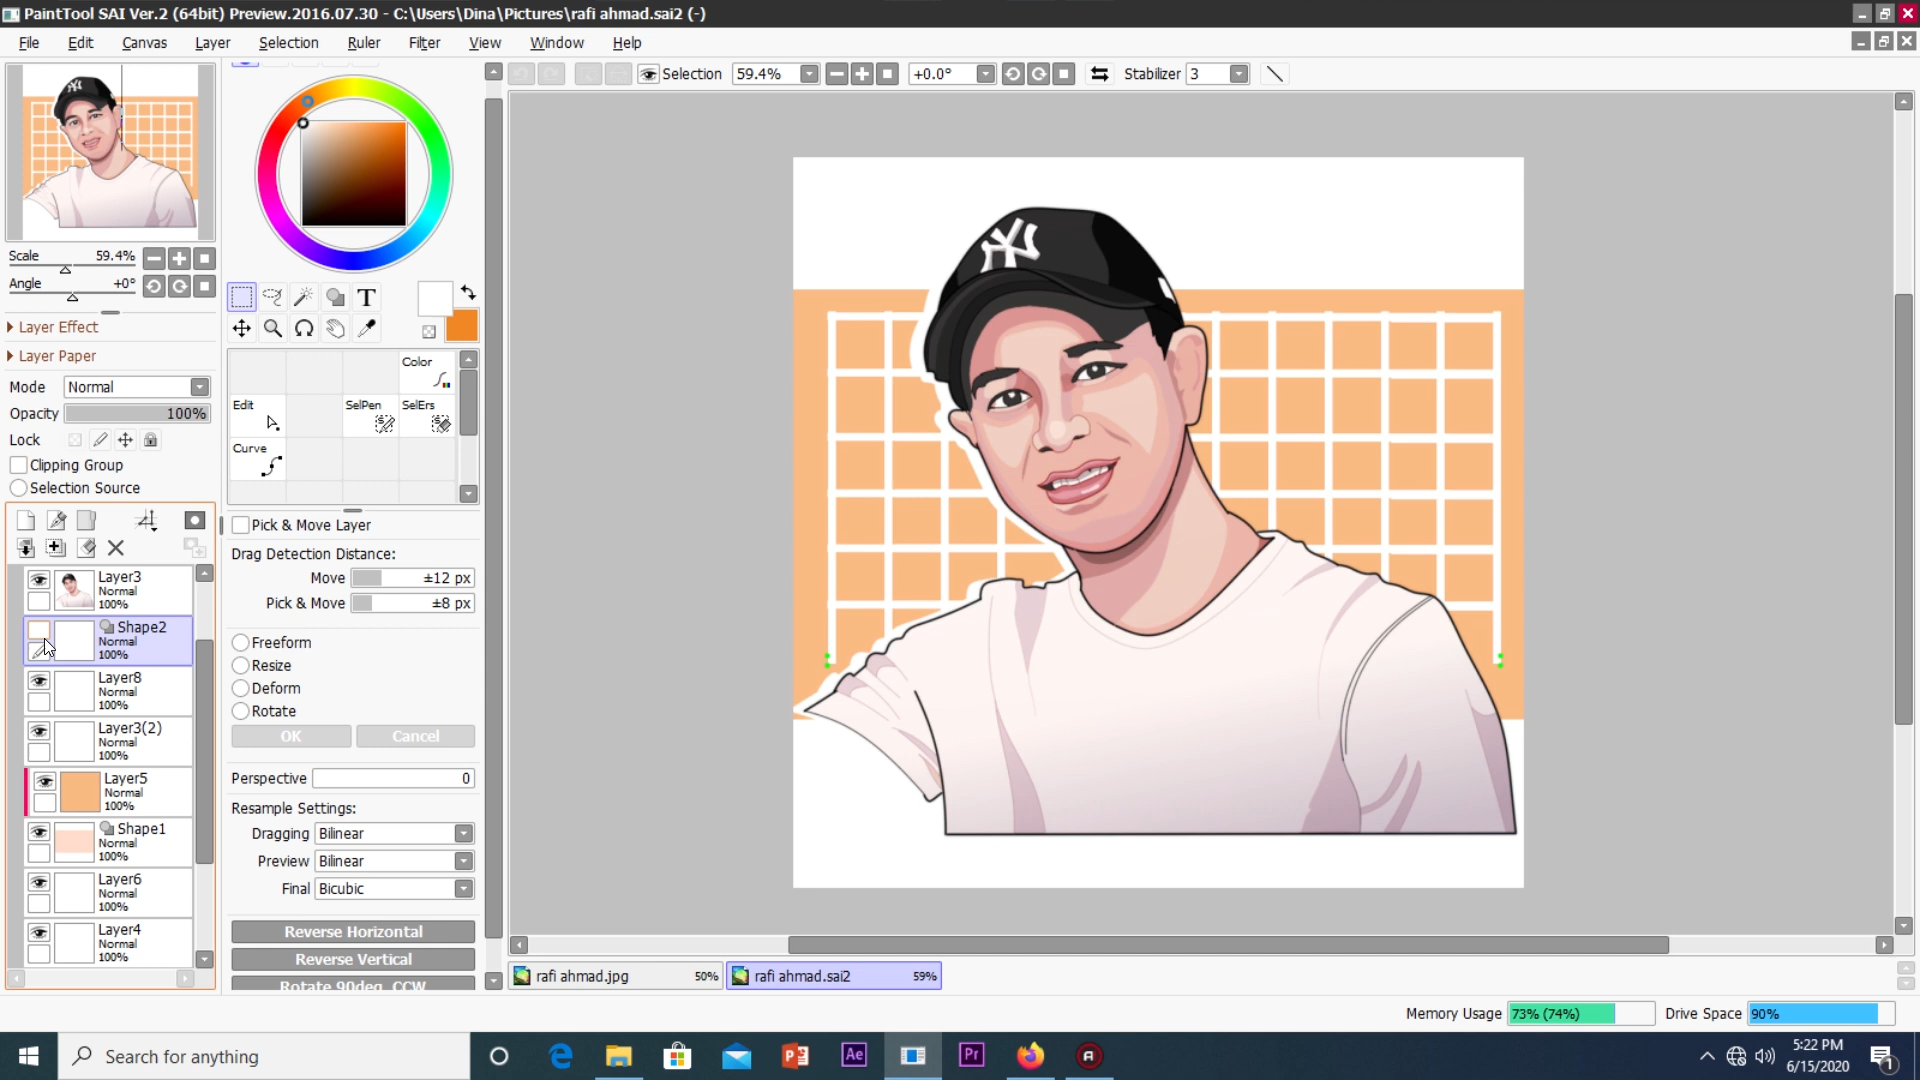 PaintTool SAI Ver.2 (64bit) Preview.2016.07.30 - C:\Users\Dina\Pictures\rafi ahmad.sai2 (-)
File Edit Canvas Layer Selection Ruler Filter View Window Help
Selection 59.4% +0.0° Stabilizer 3
Scale 59.4%
Angle +0°
Layer Effect
Layer Paper
Mode Normal
Opacity 100%
Lock
Clipping Group
Selection Source
Layer3
Normal
100%
Shape2
Normal
100%
Layer8
Normal
100%
Layer3(2)
Normal
100%
Layer5
Normal
100%
Shape1
Normal
100%
Layer6
Normal
100%
Layer4
Normal
100%
T
Color
Edit SelPen SelErs
Curve
Pick & Move Layer
Drag Detection Distance:
Move ±12 px
Pick & Move ±8 px
Freeform
Resize
Deform
Rotate
OK Cancel
Perspective 0
Resample Settings:
Dragging Bilinear
Preview Bilinear
Final Bicubic
Reverse Horizontal
Reverse Vertical
Rotate 90deg. CCW
NY
rafi ahmad.jpg 50% rafi ahmad.sai2 59%
Memory Usage 73% (74%) Drive Space 90%
Search for anything
Ae
Pr
5:22 PM
6/15/2020
1